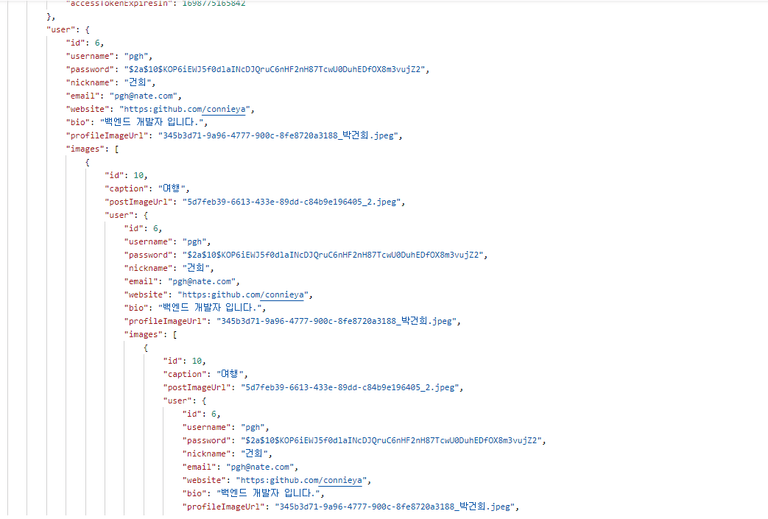 "accessTokenExpiresIn": 1698775165842
},
"user": {
"id": 6,
"username": "pgh",
"password": "$2a$10$KOP6iEWJ5f0dlaINcDJQruC6nHF2nH87TcwU0DuhEDfOX8m3vujZ2",
"nickname": "건희",
"email": "pgh@nate.com",
"website": "https:github.com/connieya",
"bio": "백엔드 개발자 입니다.",
"profileImageUrl": "345b3d71-9a96-4777-900c-8fe8720a3188_박건희.jpeg",
"images": [
{
"id": 10,
"caption": "여행",
"postImageUrl": "5d7feb39-6613-433e-89dd-c84b9e196405_2.jpeg",
"user": {
"id": 6,
"username": "pgh",
"password": "$2a$10$KOP6iEWJ5f0dlaINcDJQruC6nHF2nH87TcwU0DuhEDfOX8m3vujZ2",
"nickname": "건희",
"email": "pgh@nate.com",
"website": "https:github.com/connieya",
"bio": "백엔드 개발자 입니다.",
"profileImageUrl": "345b3d71-9a96-4777-900c-8fe8720a3188_박건희.jpeg",
"images": [
{
"id": 10,
"caption": "여행",
"postImageUrl": "5d7feb39-6613-433e-89dd-c84b9e196405_2.jpeg",
"user": {
"id": 6,
"username": "pgh",
"password": "$2a$10$KOP6iEWJ5f0dlaINcDJQruC6nHF2nH87TcwU0DuhEDfOX8m3vujZ2",
"nickname": "건희",
"email": "pgh@nate.com",
"website": "https:github.com/connieya",
"bio": "백엔드 개발자 입니다.",
"profileImageUrl": "345b3d71-9a96-4777-900c-8fe8720a3188_박건희.jpeg",